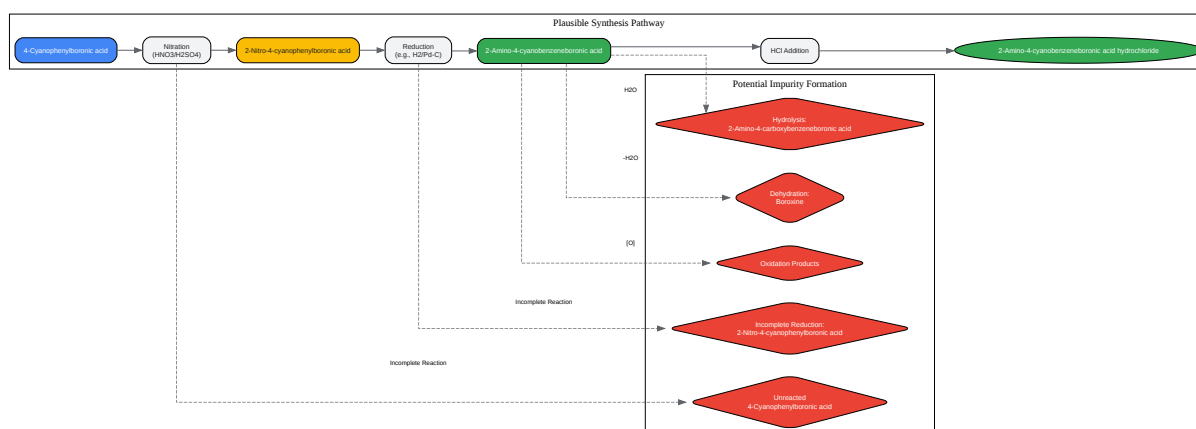 Plausible Synthesis Pathway
4-Cyanophenylboronic acid
Nitration
(HNO3/H2SO4)
2-Nitro-4-cyanophenylboronic acid
Reduction
(e.g., H2/Pd-C)
2-Amino-4-cyanobenzeneboronic acid
HCl Addition
2-Amino-4-cyanobenzeneboronic acid hydrochloride
Potential Impurity Formation
H2O
Hydrolysis:
2-Amino-4-carboxybenzeneboronic acid
-H2O
Dehydration:
Boroxine
[O]
Oxidation Products
Incomplete Reaction
Incomplete Reduction:
2-Nitro-4-cyanophenylboronic acid
Incomplete Reaction
Unreacted
4-Cyanophenylboronic acid